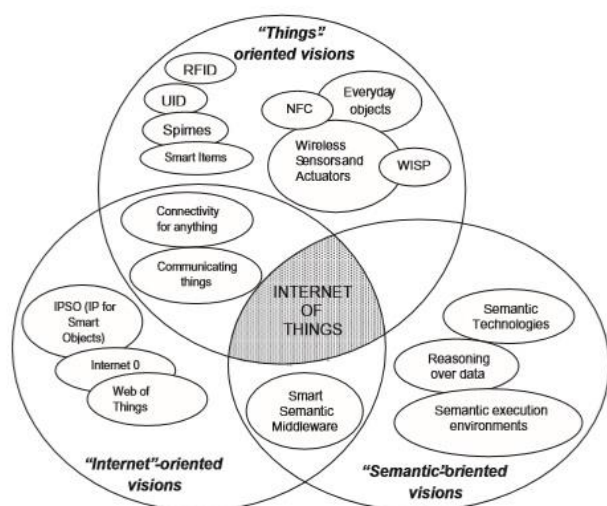 “Things”-
oriented visions
RFID
UID
Spimes
Smart Items
NFC
Everyday
objects
Wireless
Sensors and
Actuators
WISP
Connectivity
for anything
Communicating
things
INTERNET
OF
THINGS
IPSO (IP for
Smart
Objects)
Internet 0
Web of
Things
Semantic
Technologies
Reasoning
over data
Semantic execution
environments
Smart
Semantic
Middleware
“Internet”-oriented
visions
“Semantic”-oriented
visions